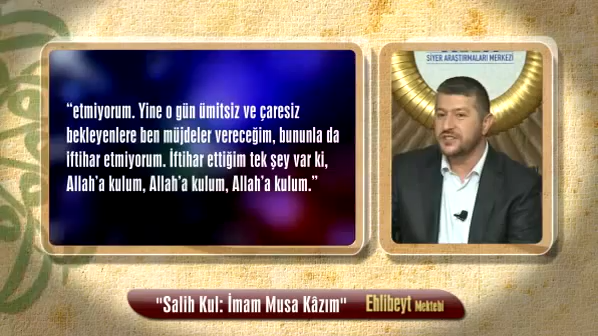 “etmiyorum. Yine o gün ümitsiz ve çaresiz
bekleyenlere ben müjdeler vereceğim, bununla da
iftihar etmiyorum. İftihar ettiğim tek şey var ki,
Allah’a kulum, Allah’a kulum, Allah’a kulum.”
SİYER ARAŞTIRMALARI MERKEZİ
"Salih Kul: İmam Musa Kâzım" Ehlibeyt Mektebi